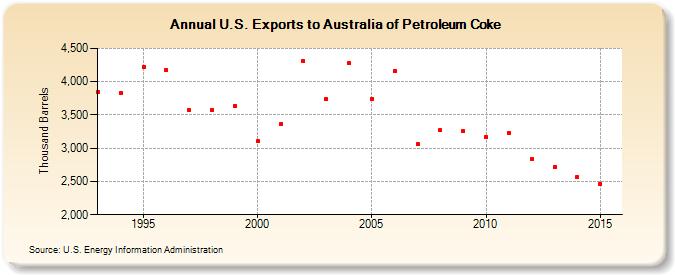 Annual U.S. Exports to Australia of Petroleum Coke
Thousand Barrels
4,500
4,000
3,500
3,000
2,500
2,000
1995 2000 2005 2010 2015
Source: U.S. Energy Information Administration